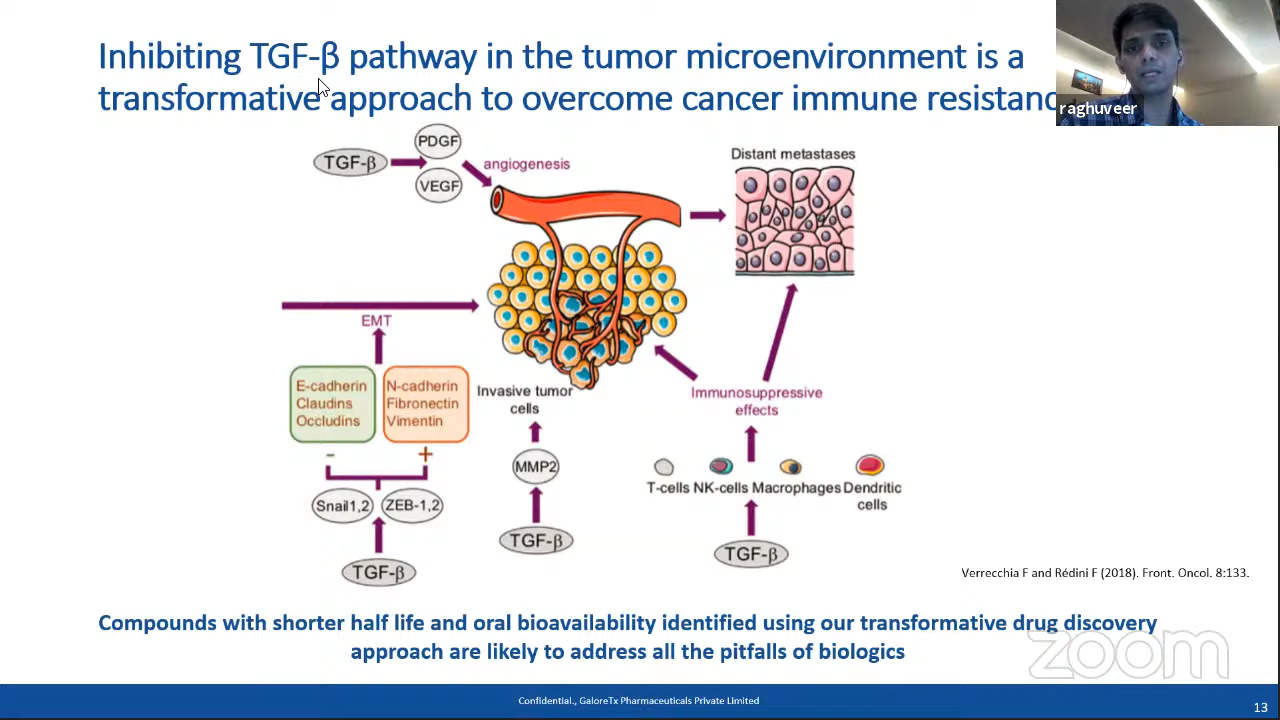 Inhibiting TGF-β pathway in the tumor microenvironment is a
transformative approach to overcome cancer immune resistanc
raghuveer
PDGF
TGF-β
VEGF
angiogenesis
Distant metastases
EMT
E-cadherin
Claudins
Occludins
N-cadherin
Fibronectin
Vimentin
Invasive tumor
cells
Immunosuppressive
effects
-
+
MMP2
T-cells NK-cells Macrophages Dendritic
cells
Snail1,2
ZEB-1,2
TGF-β
TGF-β
TGF-β
Verrecchia F and Rédini F (2018). Front. Oncol. 8:133.
Compounds with shorter half life and oral bioavailability identified using our transformative drug discovery
approach are likely to address all the pitfalls of biologics
zoom
Confidential., GaloreTx Pharmaceuticals Private Limited
13